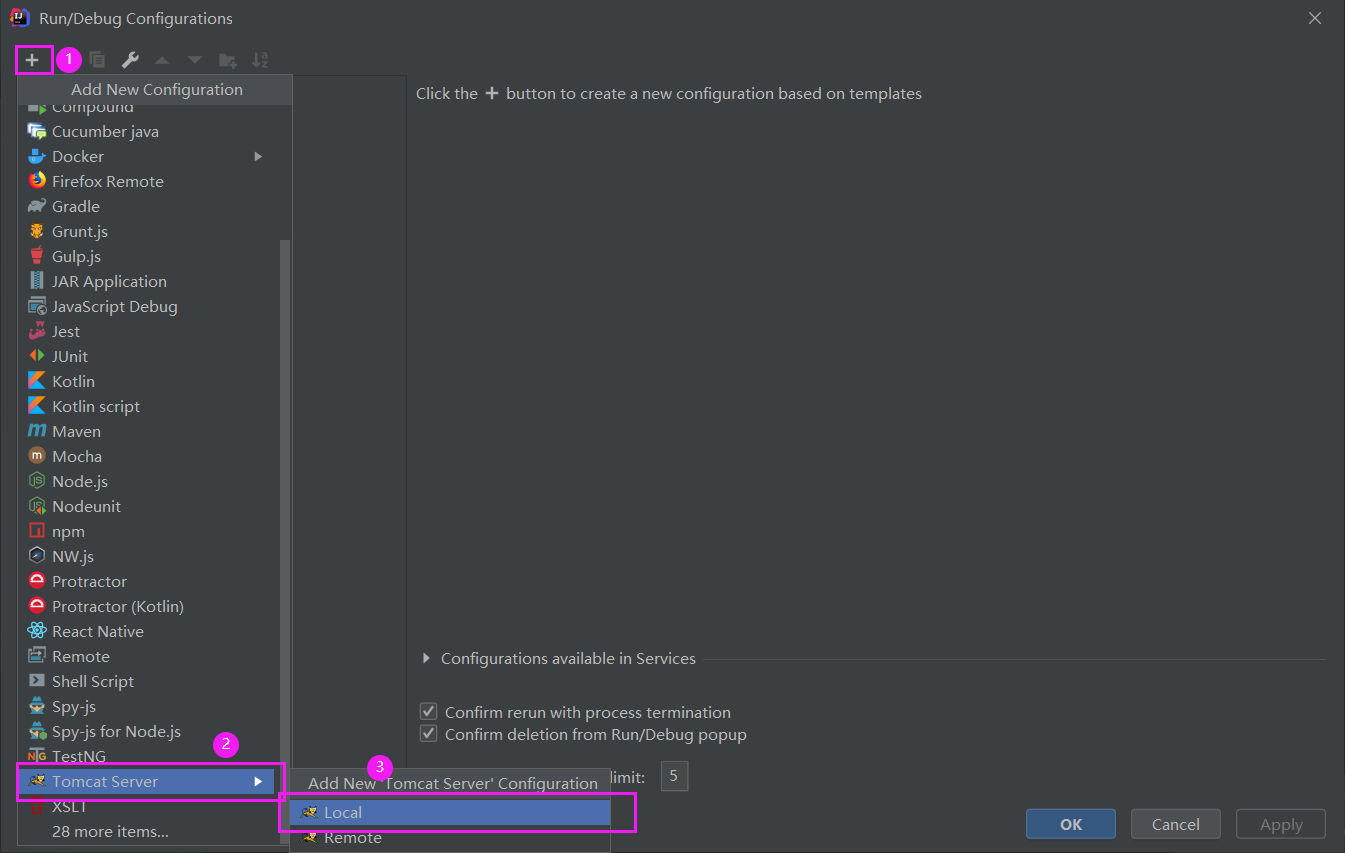 Run/Debug Configurations
1
Add New Configuration
Compound
Cucumber java
Docker
Firefox Remote
Gradle
Grunt.js
Gulp.js
JAR Application
JavaScript Debug
Jest
JUnit
Kotlin
Kotlin script
Maven
Mocha
Node.js
Nodeunit
npm
NW.js
Protractor
Protractor (Kotlin)
React Native
Remote
Shell Script
Spy-js
Spy-js for Node.js
2
TestNG
Tomcat Server
XSLT
28 more items...
3
Add New 'Tomcat Server' Configuration
Local
Remote
Click the + button to create a new configuration based on templates
Configurations available in Services
Confirm rerun with process termination
Confirm deletion from Run/Debug popup
limit: 5
OK
Cancel
Apply